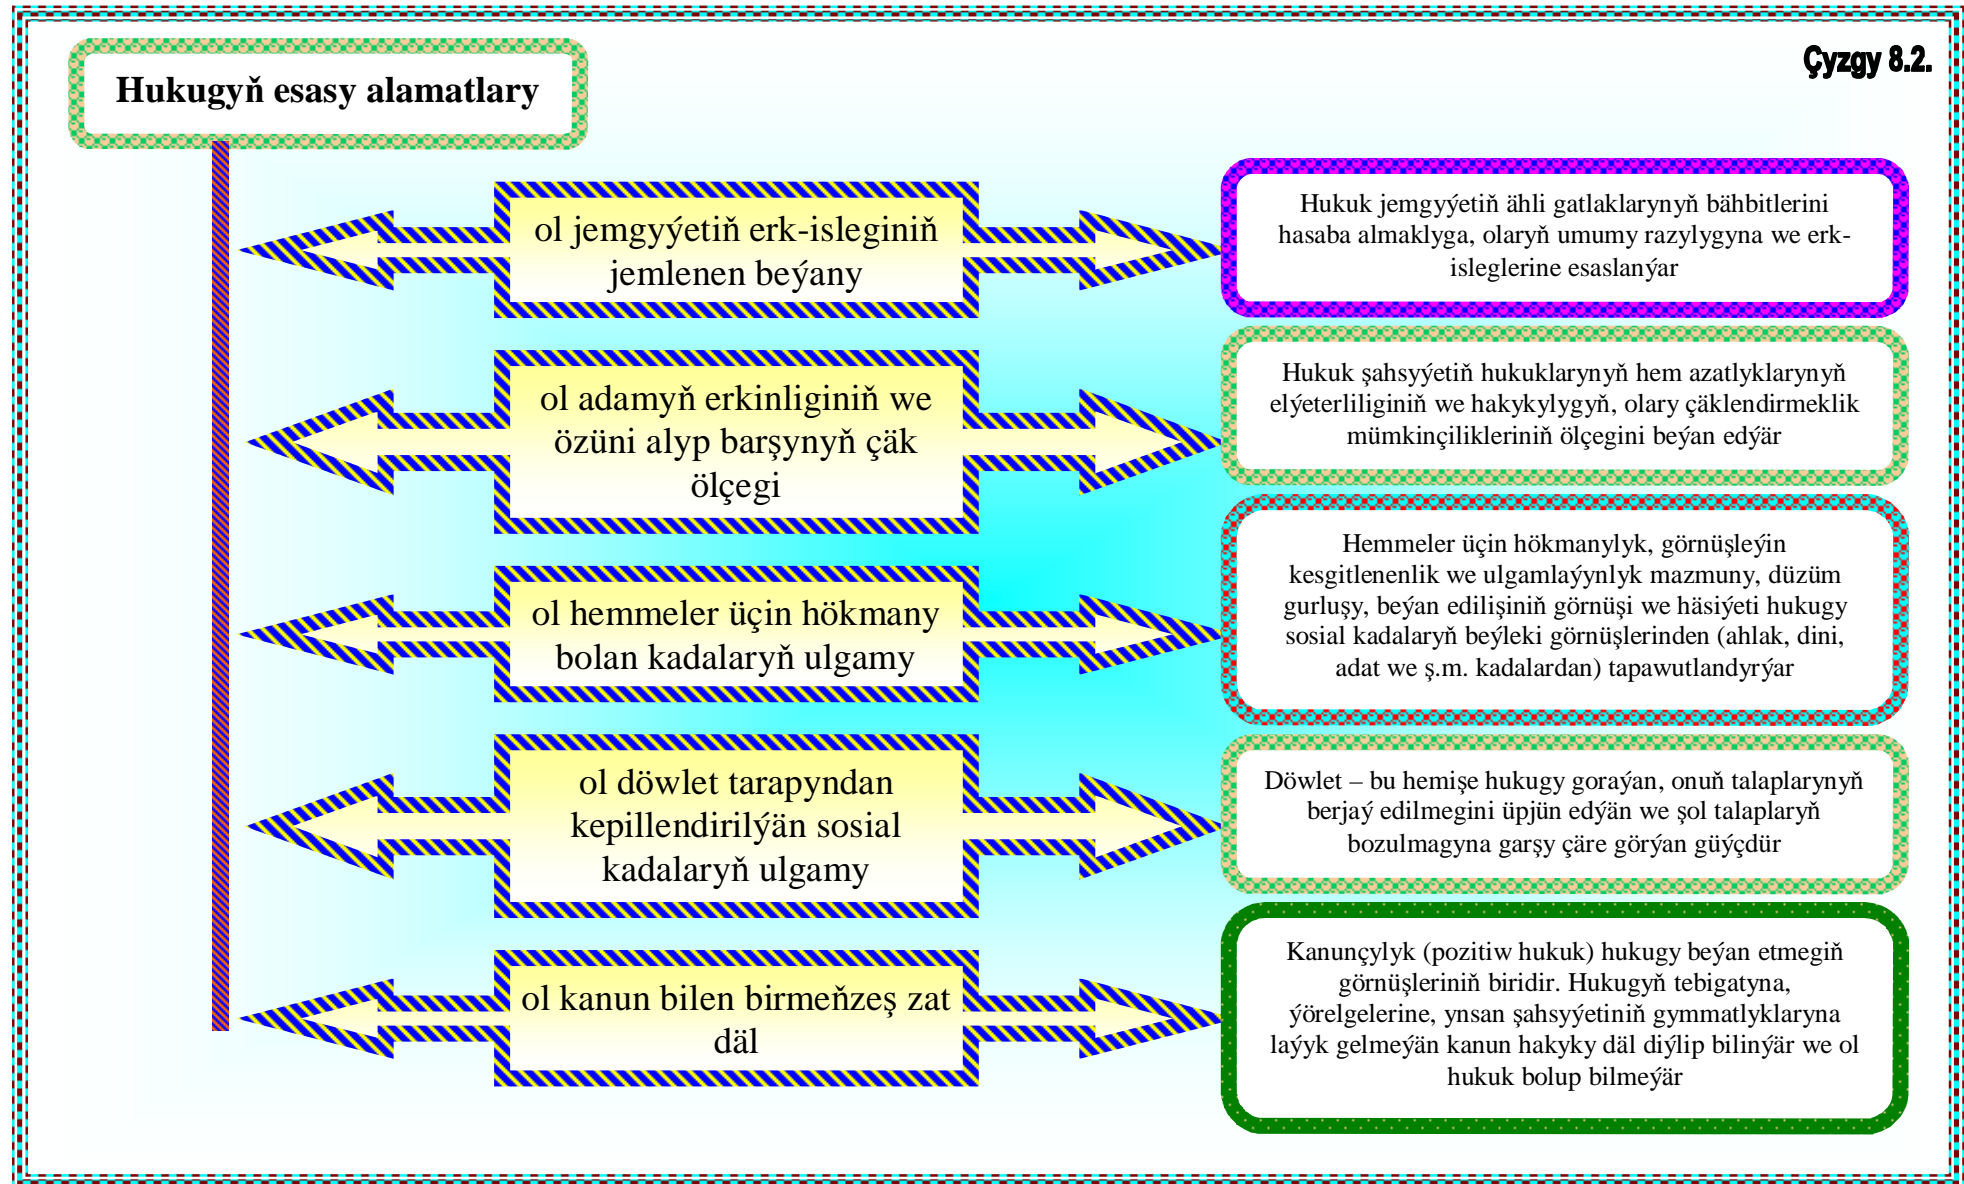 Çyzgy 8.2.
Hukugyň esasy alamatlary
ol jemgyýetiň erk-isleginiň
jemlenen beýany
Hukuk jemgyýetiň ähli gatlaklarynyň bähbitlerini
hasaba almaklyga, olaryň umumy razylygyna we erk-
isleglerine esaslanýar
ol adamyň erkinliginiň we
özüni alyp barşynyň çäk
ölçegi
Hukuk şahsyýetiň hukuklarynyň hem azatlyklarynyň
elýeterliliginiň we hakykylygyň, olary çäklendirmeklik
mümkinçilikleriniň ölçegini beýan edýär
ol hemmeler üçin hökmany
bolan kadalaryň ulgamy
Hemmeler üçin hökmanylyk, görnüşleýin
kesgitlenenlik we ulgamlaýynlyk mazmuny, düzüm
gurluşy, beýan edilişiniň görnüşi we häsiýeti hukugy
sosial kadalaryň beýleki görnüşlerinden (ahlak, dini,
adat we ş.m. kadalardan) tapawutlandyrýar
ol döwlet tarapyndan
kepillendirilýän sosial
kadalaryň ulgamy
Döwlet – bu hemişe hukugy goraýan, onuň talaplarynyň
berjaý edilmegini üpjün edýän we şol talaplaryň
bozulmagyna garşy çäre görýan güýçdür
ol kanun bilen birmeňzeş zat
däl
Kanunçylyk (pozitiw hukuk) hukugy beýan etmegiň
görnüşleriniň biridir. Hukugyň tebigatyna,
ýörelgelerine, ynsan şahsyýetiniň gymmatlyklaryna
laýyk gelmeýän kanun hakyky däl diýlip bilinýär we ol
hukuk bolup bilmeýär